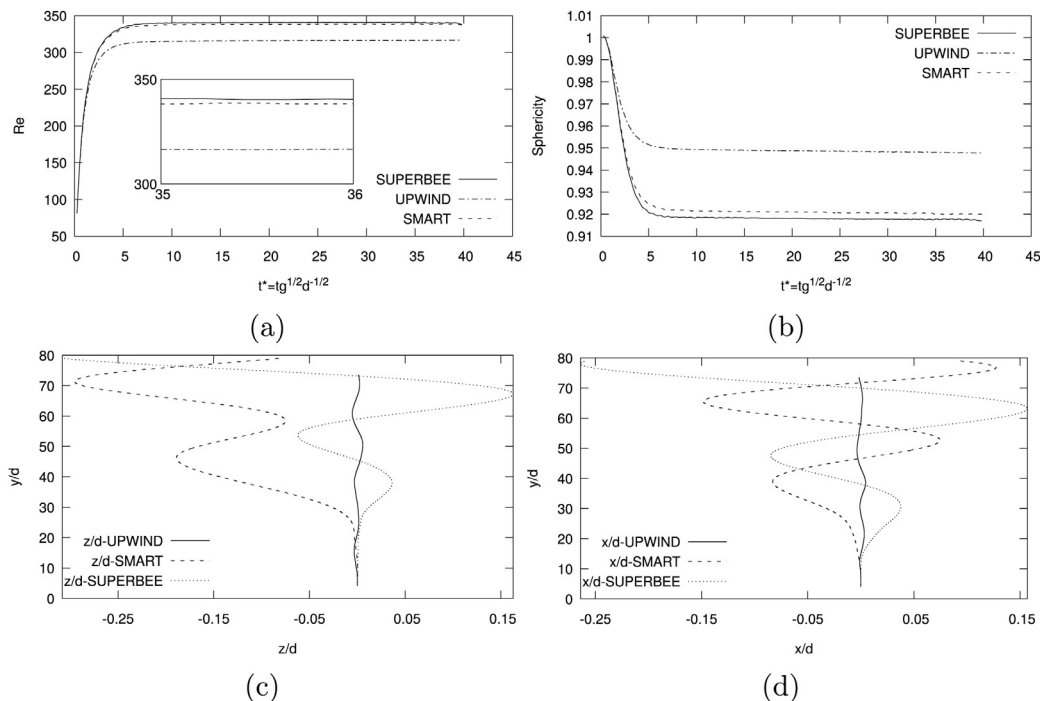 400
350
300
250
200
150
100
50
Re
350
300
35
36
SUPERBEE
UPWIND
SMART
0 5 10 15 20 25 30 35 40 45
t*=tg1/2d-1/2
(a)
1.01
1
0.99
0.98
0.97
0.96
0.95
0.94
0.93
0.92
0.91
Sphericity
SUPERBEE
UPWIND
SMART
0 5 10 15 20 25 30 35 40 45
t*=tg1/2d-1/2
(b)
80
70
60
50
40
30
20
10
0
y/d
z/d-UPWIND
z/d-SMART
z/d-SUPERBEE
-0.25 -0.15 -0.05 0.05 0.15
z/d
(c)
80
70
60
50
40
30
20
10
0
y/d
x/d-UPWIND
x/d-SMART
x/d-SUPERBEE
-0.25 -0.15 -0.05 0.05 0.15
x/d
(d)